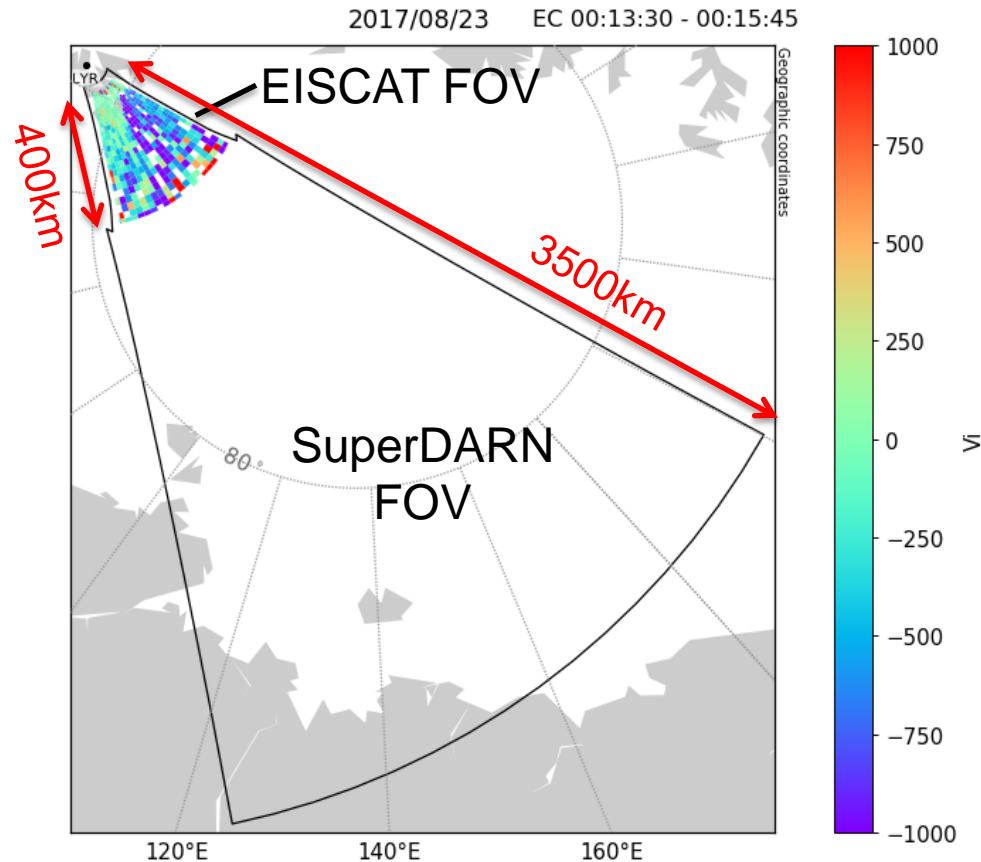 2017/08/23 EC 00:13:30 - 00:15:45
LYR
EISCAT FOV
Geographic coordinates
400km
3500km
SuperDARN
FOV
80°
120°E 140°E 160°E
1000
750
500
250
0
−250
−500
−750
−1000
Vi